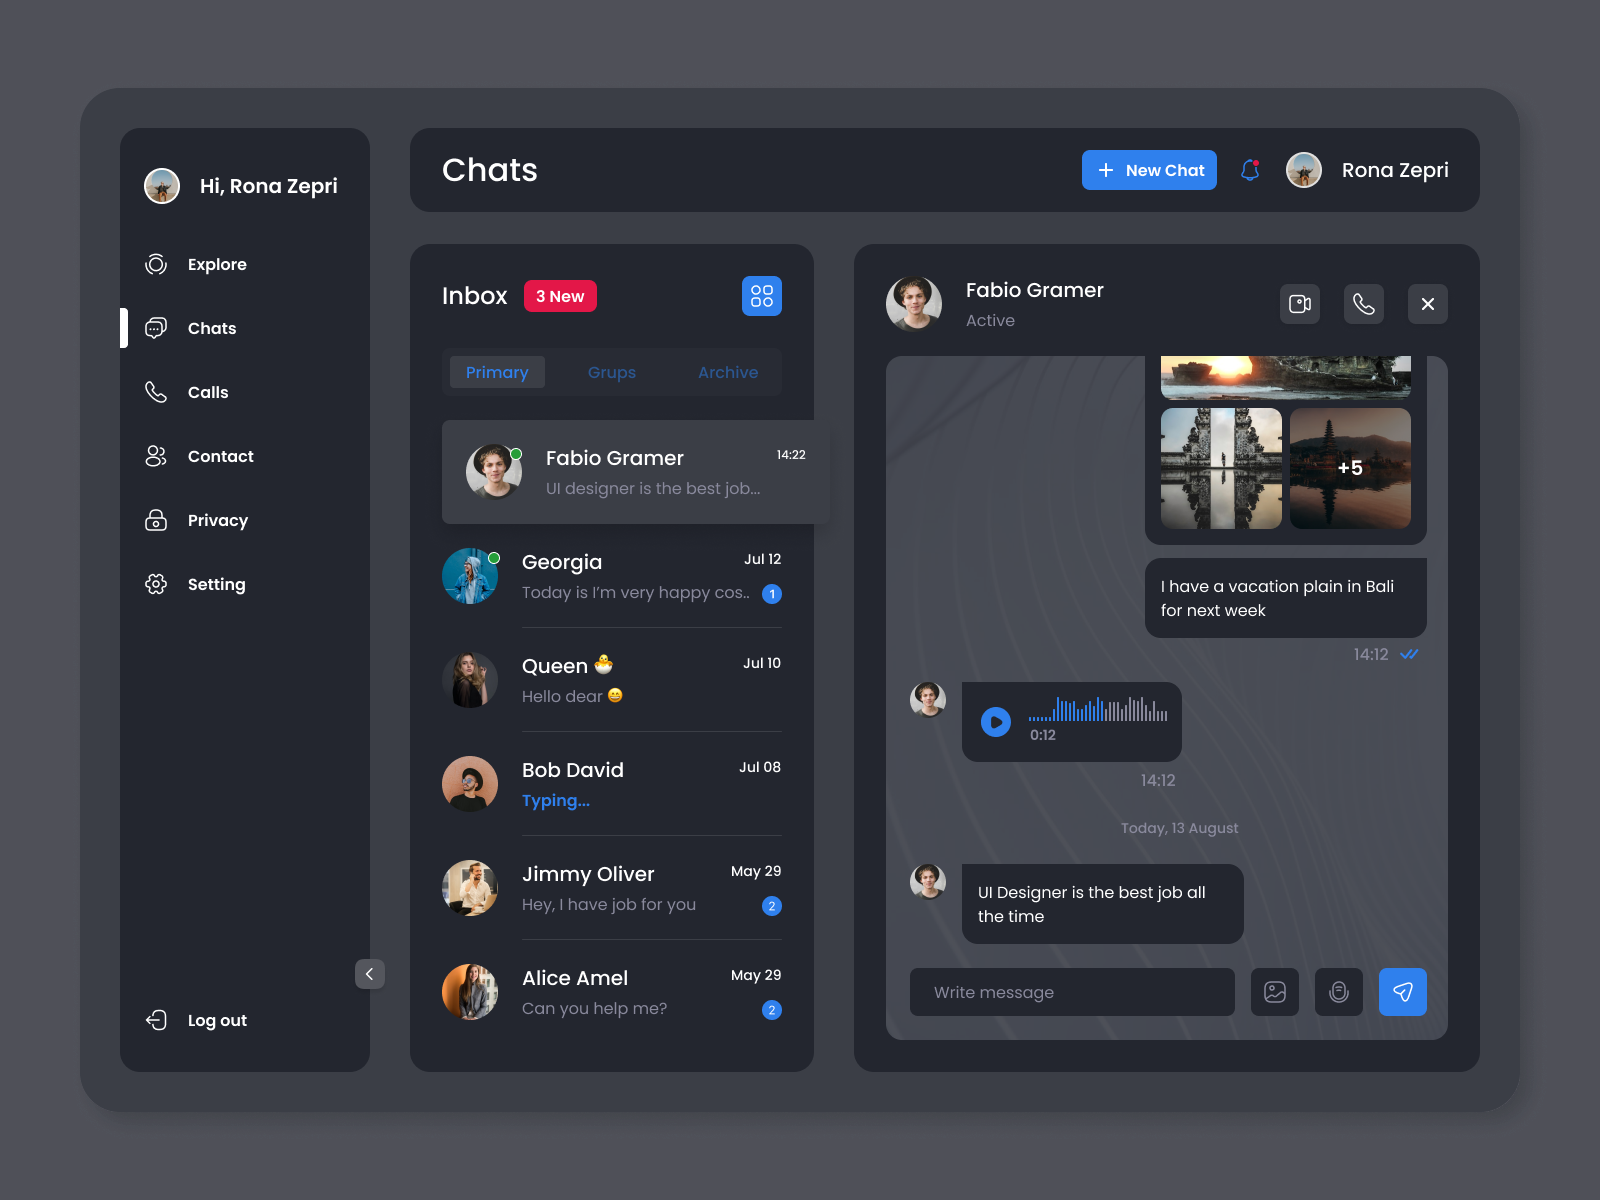 Hi, Rona Zepri
Explore
Chats
Calls
Contact
Privacy
Setting
Log out
Chats
New Chat
Rona Zepri
Inbox
3 New
Primary
Grups
Archive
Fabio Gramer
14:22
UI designer is the best job...
Georgia
Jul 12
Today is I’m very happy cos..
1
Queen 🐣
Jul 10
Hello dear 😄
Bob David
Jul 08
Typing...
Jimmy Oliver
May 29
Hey, I have job for you
2
Alice Amel
May 29
Can you help me?
2
Fabio Gramer
Active
+5
I have a vacation plain in Bali
for next week
14:12
0:12
14:12
Today, 13 August
UI Designer is the best job all
the time
Write message